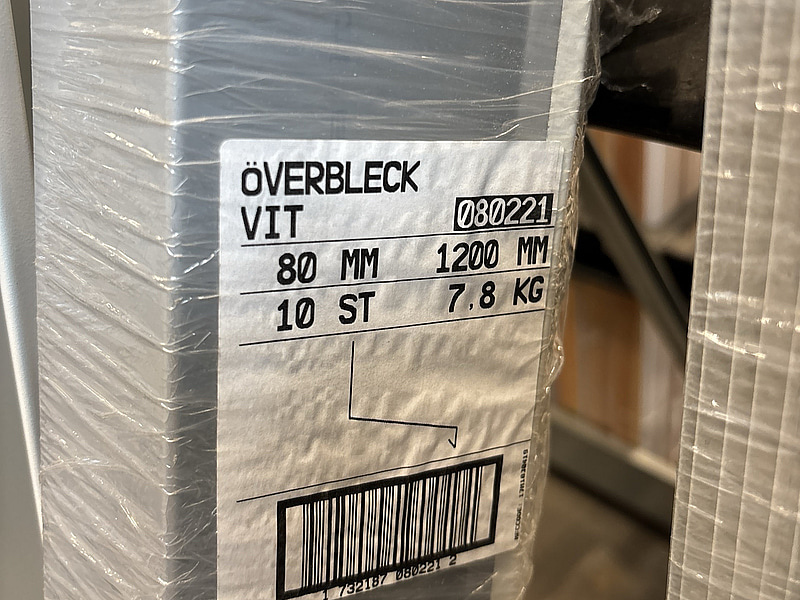 ÖVERBLECK
VIT 080221
80 MM 1200 MM
10 ST 7,8 KG
1 732187 080221 2